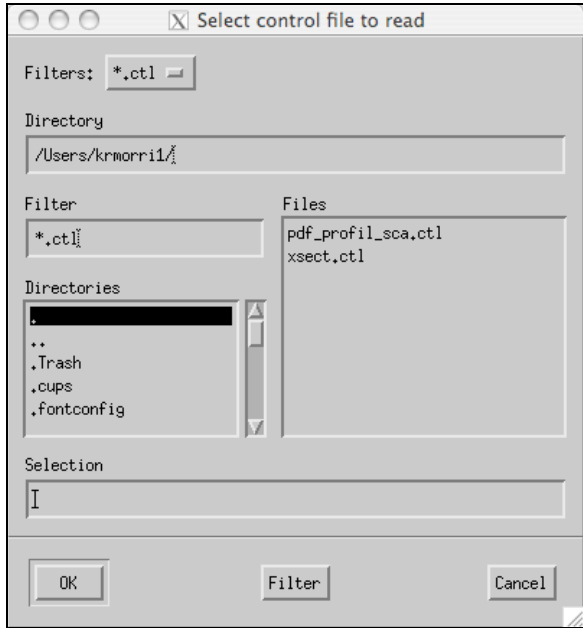 Select control file to read
Filters: *.ctl
Directory
/Users/krmorri1/
Filter
*.ctl
Directories
.
..
.Trash
.cups
.fontconfig
Files
pdf_profil_sca.ctl
xsect.ctl
Selection
OK Filter Cancel